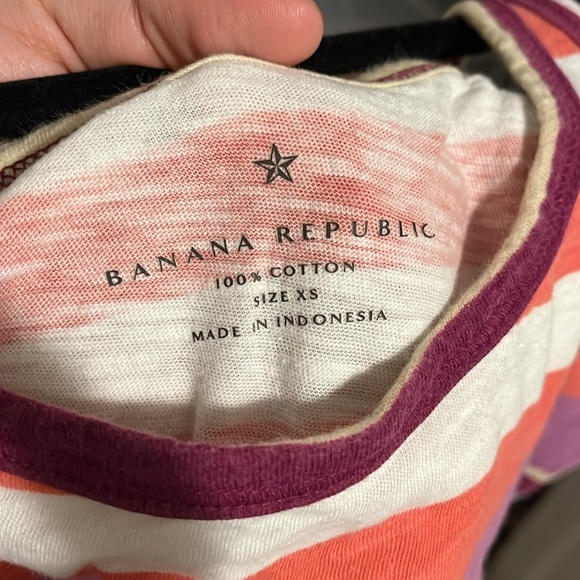 BANANA REPUBLIC
100% COTTON
SIZE XS
MADE IN INDONESIA